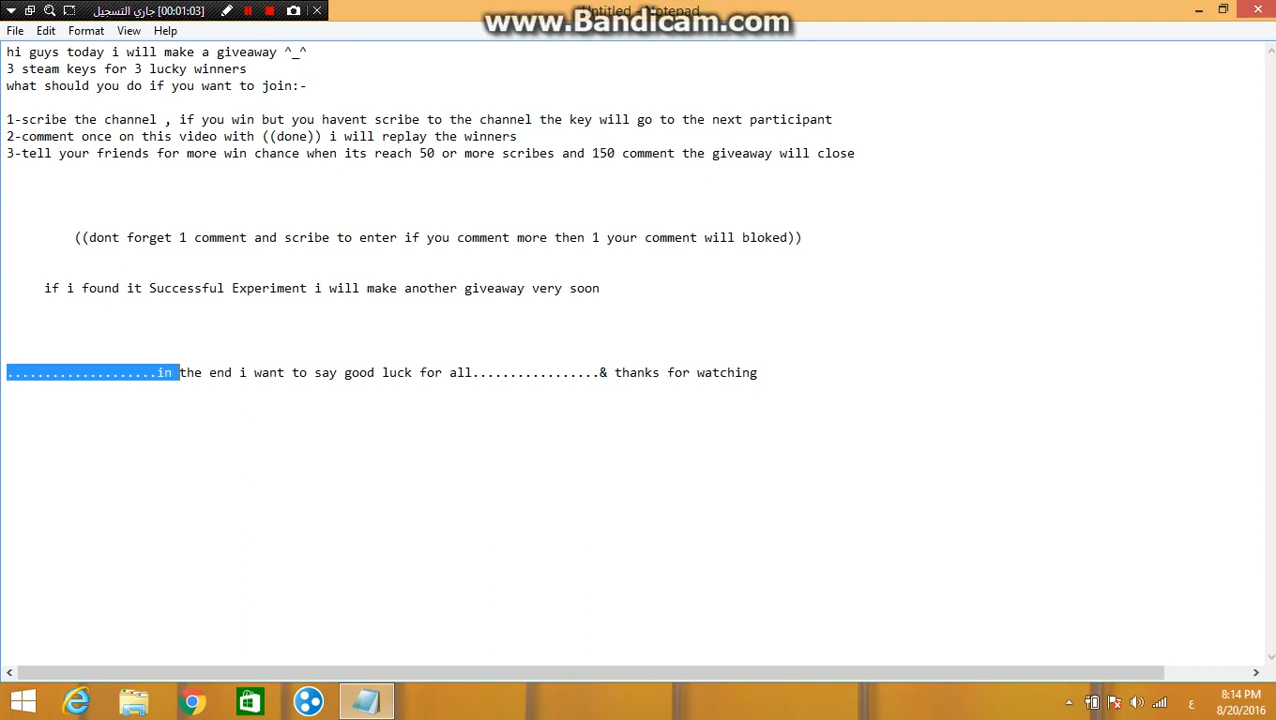 جاري التسجيل [00:01:03]
Untitled - Notepad
www.Bandicam.com
File Edit Format View Help
hi guys today i will make a giveaway ^_^
3 steam keys for 3 lucky winners
what should you do if you want to join:-
1-scribe the channel , if you win but you havent scribe to the channel the key will go to the next participant
2-comment once on this video with ((done)) i will replay the winners
3-tell your friends for more win chance when its reach 50 or more scribes and 150 comment the giveaway will close
((dont forget 1 comment and scribe to enter if you comment more then 1 your comment will bloked))
if i found it Successful Experiment i will make another giveaway very soon
....................in the end i want to say good luck for all.................& thanks for watching
ع
8:14 PM
8/20/2016